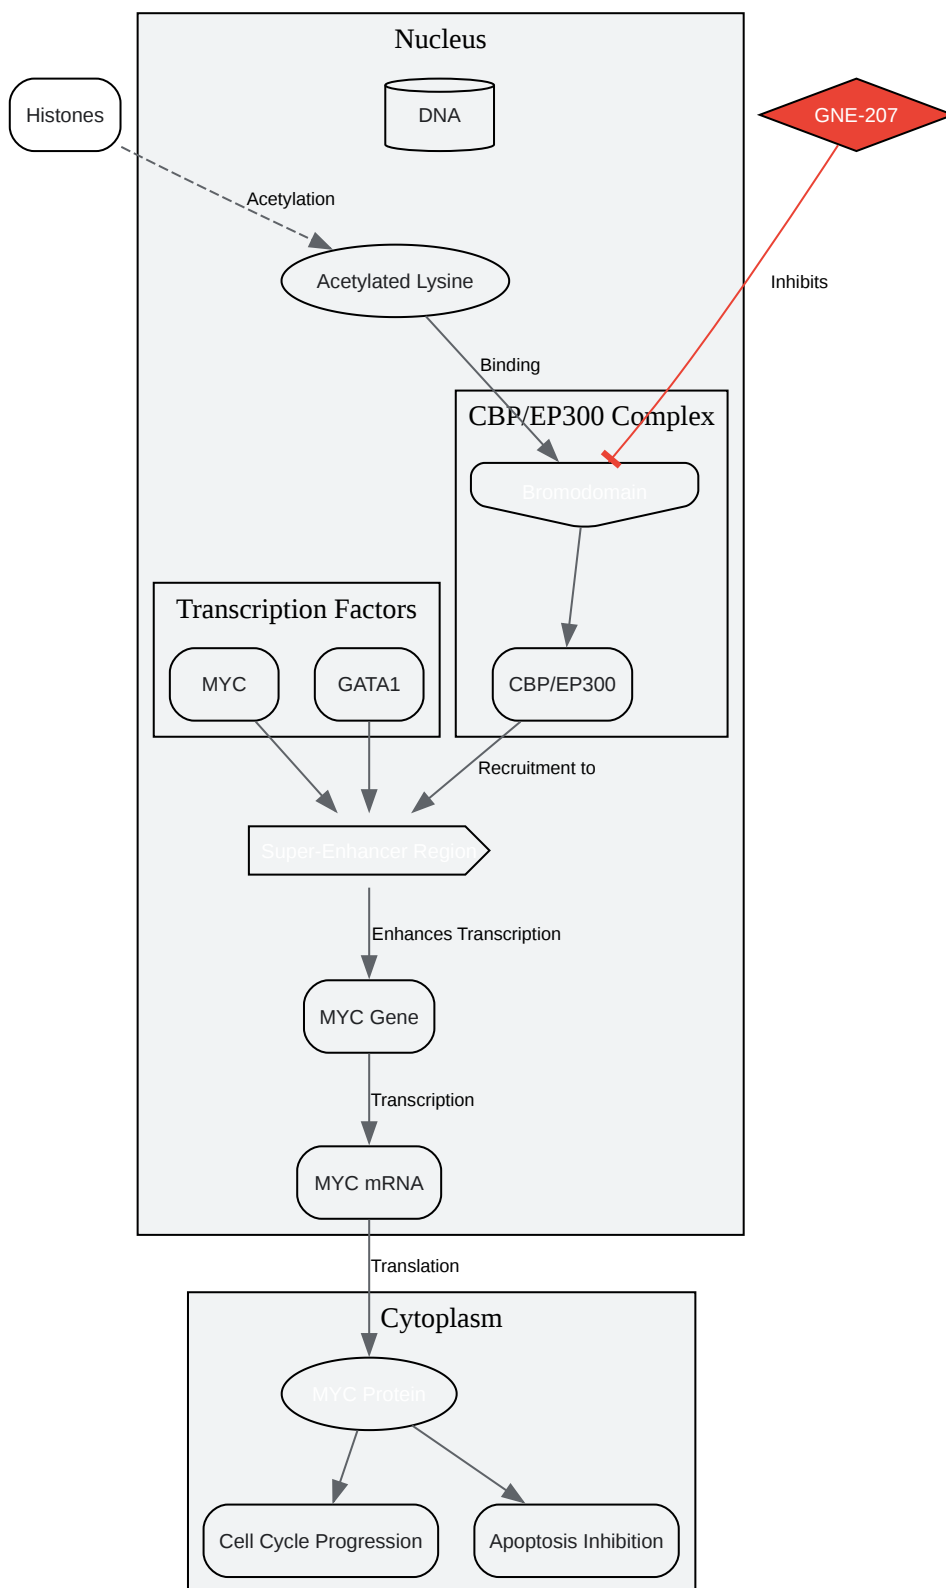 Nucleus
Histones
DNA
GNE-207
Acetylation
Acetylated Lysine
Inhibits
Binding
CBP/EP300 Complex
Bromodomain
Transcription Factors
MYC
GATA1
CBP/EP300
Recruitment to
Super-Enhancer Region
Enhances Transcription
MYC Gene
Transcription
MYC mRNA
Translation
Cytoplasm
MYC Protein
Cell Cycle Progression
Apoptosis Inhibition